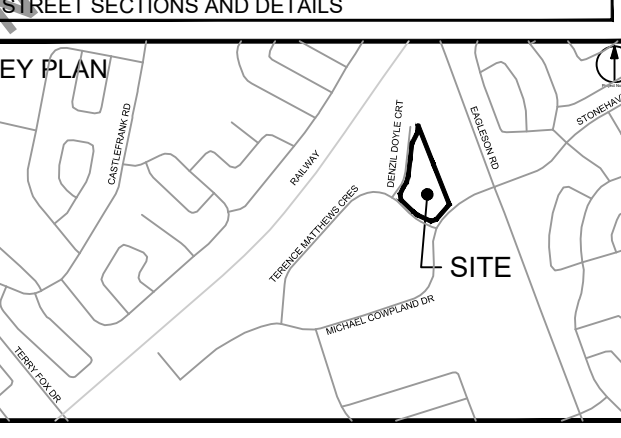 STREET SECTIONS AND DETAILS
EY PLAN
CASTLEFRANK RD
RAILWAY
DENZIL DOYLE CRT
EAGLESON RD
STONEHAV
TERENCE MATTHEWS CRES
SITE
MICHAEL COWPLAND DR
TERRY FOX DR